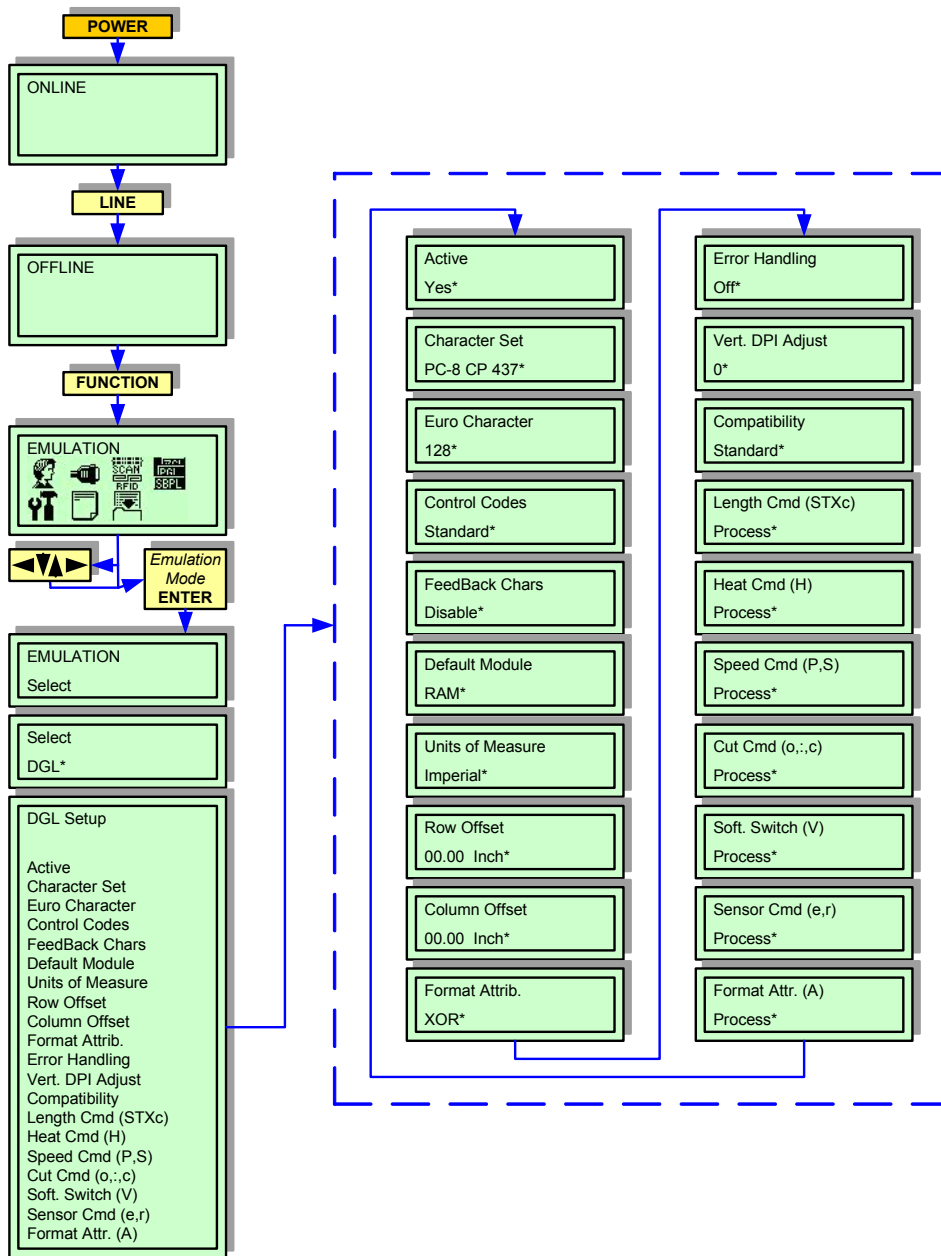 POWER
ONLINE
LINE
OFFLINE
FUNCTION
EMULATION
SCAN
RFID
PGL
SBPL
Emulation
Mode
ENTER
EMULATION
Select
Select
DGL*
DGL Setup
Active
Character Set
Euro Character
Control Codes
FeedBack Chars
Default Module
Units of Measure
Row Offset
Column Offset
Format Attrib.
Error Handling
Vert. DPI Adjust
Compatibility
Length Cmd (STXc)
Heat Cmd (H)
Speed Cmd (P,S)
Cut Cmd (o,:,c)
Soft. Switch (V)
Sensor Cmd (e,r)
Format Attr. (A)
Active
Yes*
Character Set
PC-8 CP 437*
Euro Character
128*
Control Codes
Standard*
FeedBack Chars
Disable*
Default Module
RAM*
Units of Measure
Imperial*
Row Offset
00.00 Inch*
Column Offset
00.00 Inch*
Format Attrib.
XOR*
Error Handling
Off*
Vert. DPI Adjust
0*
Compatibility
Standard*
Length Cmd (STXc)
Process*
Heat Cmd (H)
Process*
Speed Cmd (P,S)
Process*
Cut Cmd (o,:,c)
Process*
Soft. Switch (V)
Process*
Sensor Cmd (e,r)
Process*
Format Attr. (A)
Process*